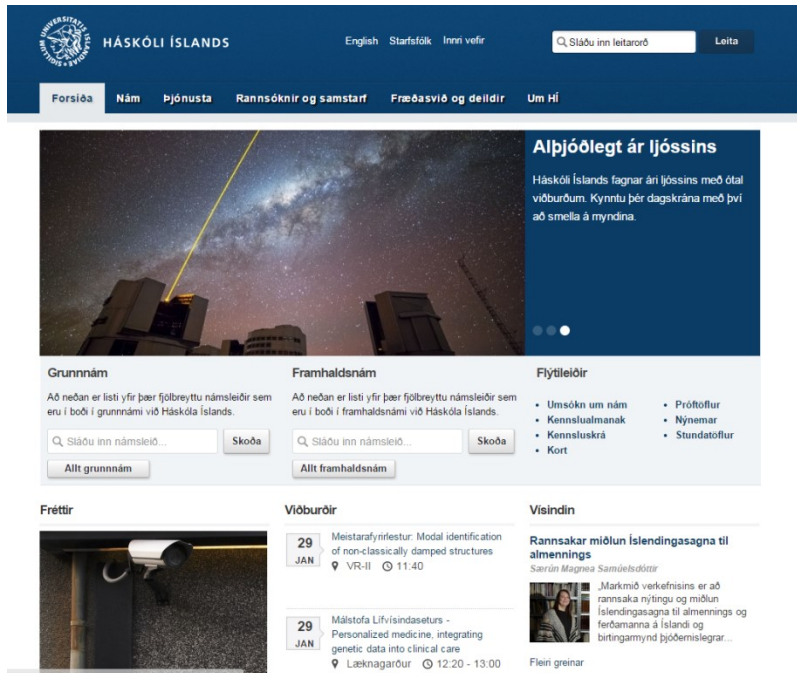 UNIVERSITATIS ISLANDIAE SIGILLUM
HÁSKÓLI ÍSLANDS
English Starfsfólk Innri vefir
Sláðu inn leitarorð
Leita
Forsíða Nám Þjónusta Rannsóknir og samstarf Fræðasvið og deildir Um HÍ
Alþjóðlegt ár ljóssins
Háskóli Íslands fagnar ári ljóssins með ótal
viðburðum. Kynntu þér dagskrána með því
að smella á myndina.
Grunnnám
Að neðan er listi yfir þær fjölbreyttu námsleiðir sem
eru í boði í grunnnámi við Háskóla Íslands.
Sláðu inn námsleið...
Skoða
Allt grunnnám
Framhaldsnám
Að neðan er listi yfir þær fjölbreyttu námsleiðir sem
eru í boði í framhaldsnámi við Háskóla Íslands.
Sláðu inn námsleið...
Skoða
Allt framhaldsnám
Flýtileiðir
Umsókn um nám
Kennslualmanak
Kennsluskrá
Kort
Próftöflur
Nýnemar
Stundatöflur
Fréttir
Viðburðir
29
JAN
Meistarafyrirlestur: Modal identification
of non-classically damped structures
VR-II 11:40
29
JAN
Málstofa Lífvísindaseturs -
Personalized medicine, integrating
genetic data into clinical care
Læknagarður 12:20 - 13:00
Vísindin
Rannsakar miðlun Íslendingasagna til
almennings
Særún Magnea Samúelsdóttir
„Markmið verkefnisins er að
rannsaka nýtingu og miðlun
Íslendingasagna til almennings og
ferðamanna á Íslandi og
birtingarmynd þjóðernislegrar...
Fleiri greinar